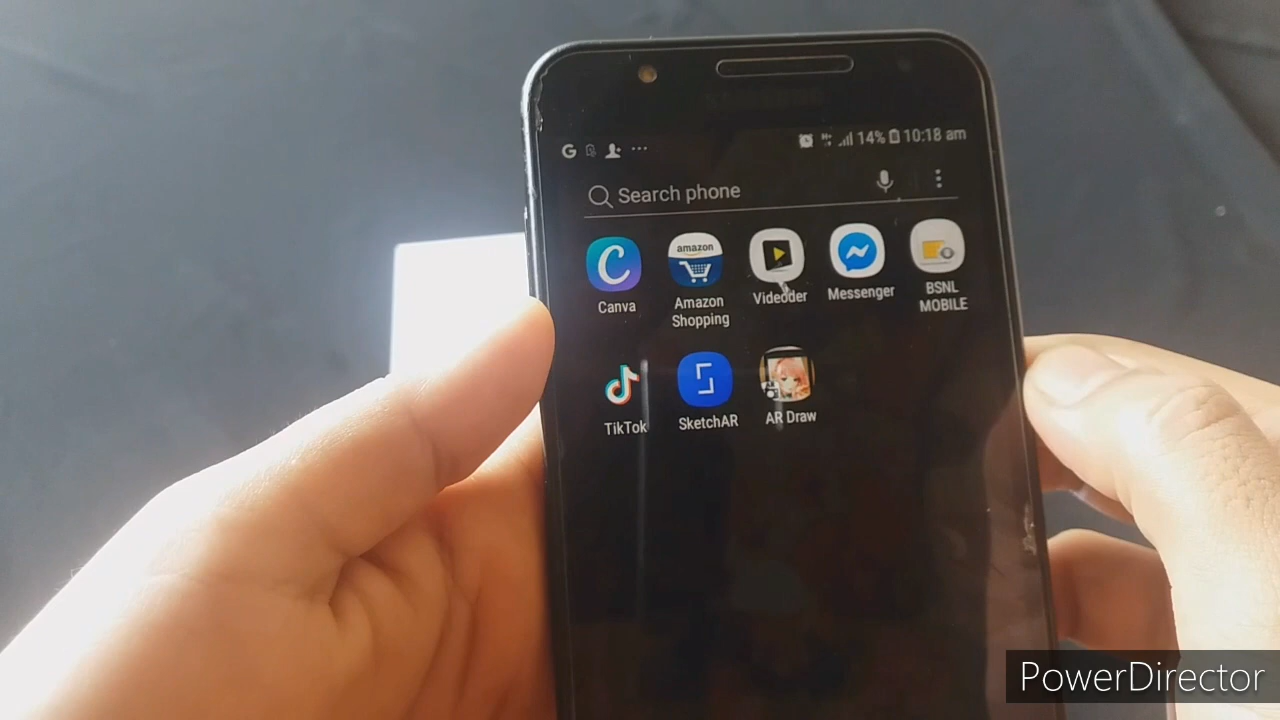 14% 10:18 am
Search phone
amazon
Canva
Amazon
Shopping
Videoder
Messenger
BSNL
MOBILE
TikTok
SketchAR
AR Draw
PowerDirector